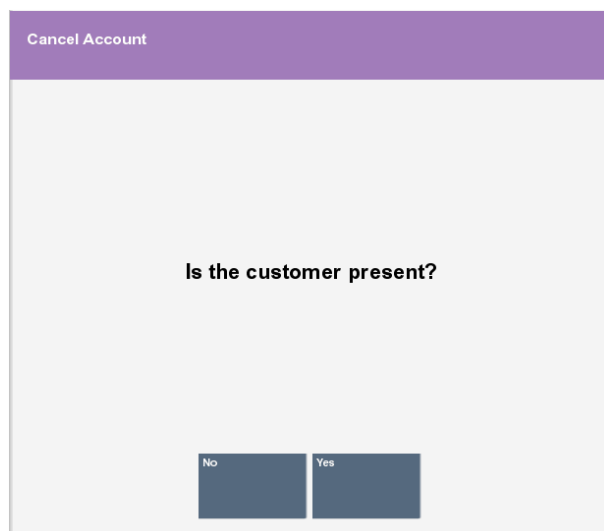 Cancel Account
Is the customer present?
No
Yes